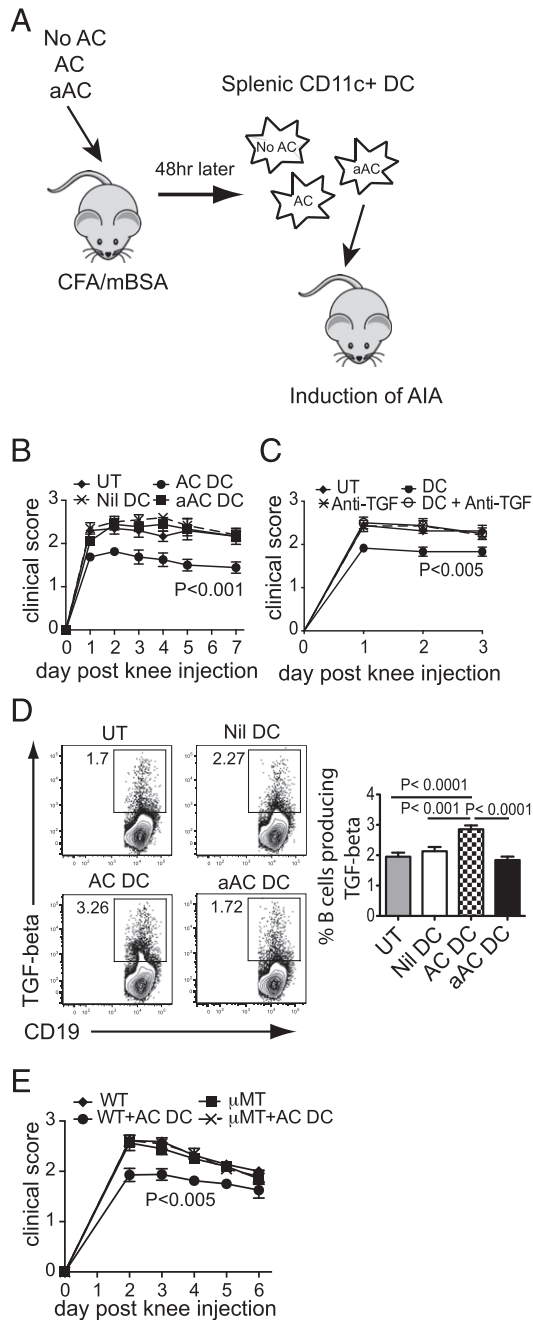 A
No AC
AC
aAC
48hr later
Splenic CD11c+ DC
No AC
aAC
AC
CFA/mBSA
Induction of AIA
B
UT
AC DC
Nil DC
aAC DC
clinical score
3
2
1
0
P<0.001
0 1 2 3 4 5 6 7
day post knee injection
C
UT
DC
Anti-TGF
DC + Anti-TGF
clinical score
3
2
1
0
P<0.005
0 1 2 3
day post knee injection
D
UT
Nil DC
1.7
2.27
AC DC
aAC DC
3.26
1.72
TGF-beta
CD19
% B cells producing
TGF-beta
4
3
2
1
0
P< 0.0001
P< 0.001
P< 0.0001
UT
Nil DC
AC DC
aAC DC
E
WT
µMT
WT+AC DC
µMT+AC DC
clinical score
3
2
1
0
P<0.005
0 1 2 3 4 5 6
day post knee injection